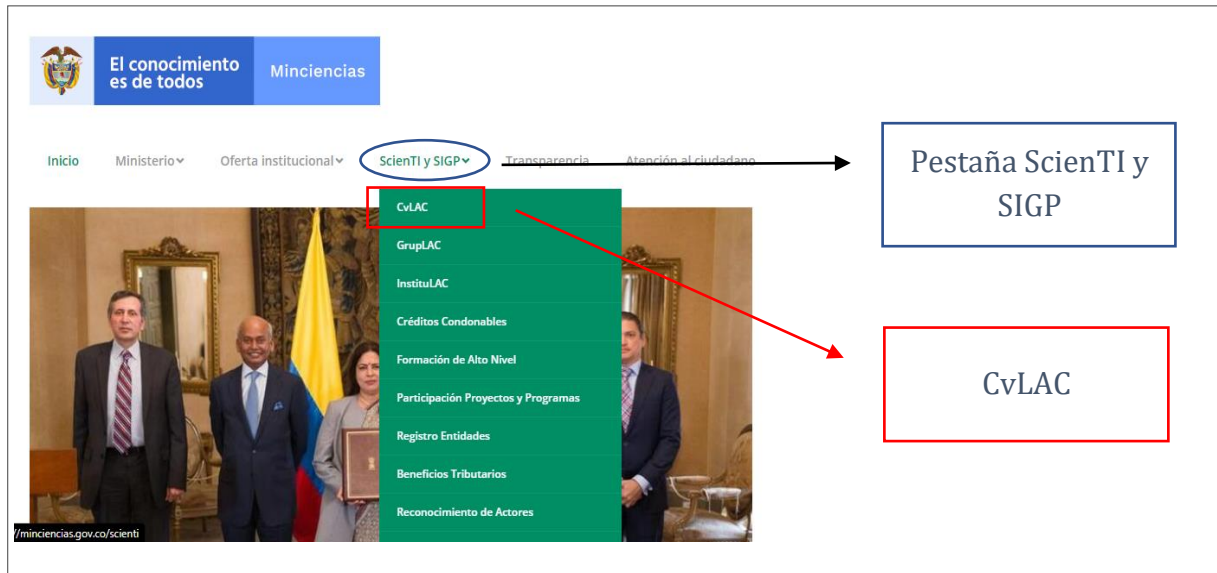 El conocimiento
es de todos
Minciencias
Inicio Ministerio Oferta institucional ScienTI y SIGP Transparencia Atención al ciudadano
Pestaña ScienTI y
SIGP
CvLAC
GrupLAC
InstituLAC
Créditos Condonables
Formación de Alto Nivel
Participación Proyectos y Programas
Registro Entidades
Beneficios Tributarios
Reconocimiento de Actores
CvLAC
//minciencias.gov.co/scienti